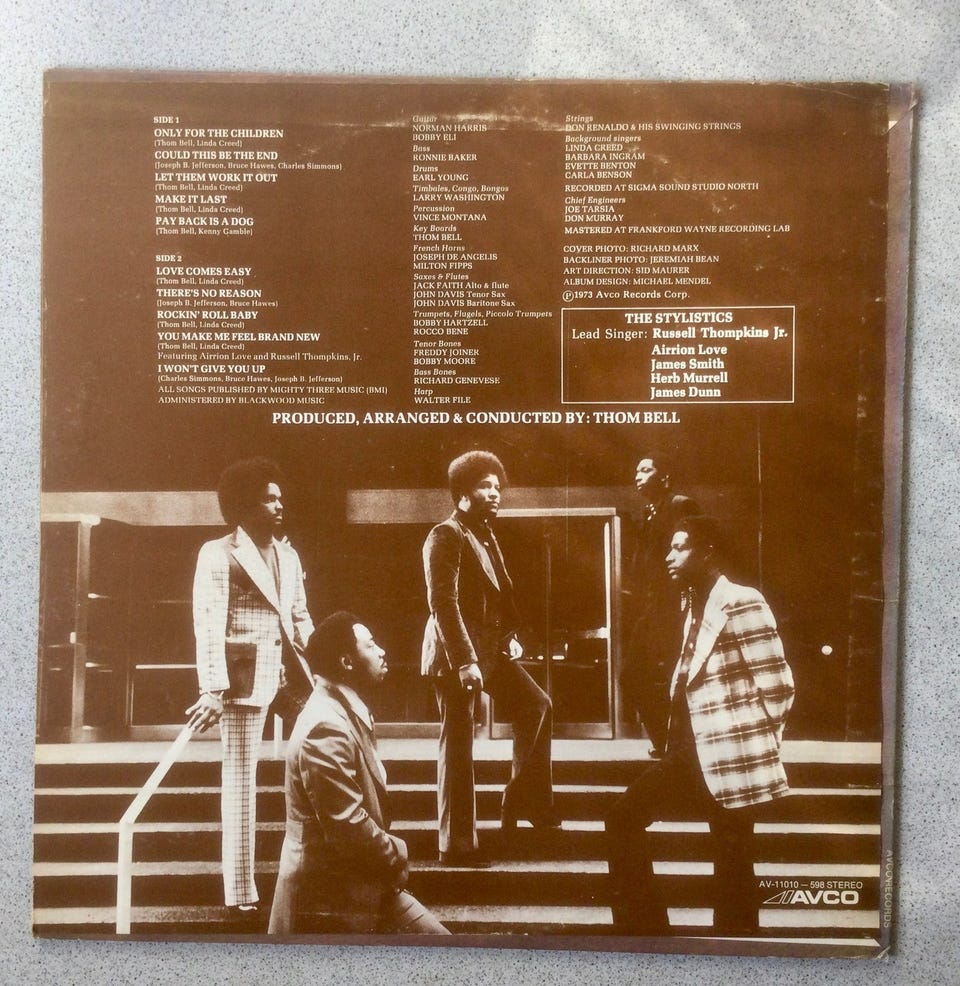 SIDE 1
ONLY FOR THE CHILDREN
(Thom Bell, Linda Creed)
COULD THIS BE THE END
(Joseph B. Jefferson, Bruce Hawes, Charles Simmons)
LET THEM WORK IT OUT
(Thom Bell, Linda Creed)
MAKE IT LAST
(Thom Bell, Linda Creed)
PAY BACK IS A DOG
(Thom Bell, Kenny Gamble)
SIDE 2
LOVE COMES EASY
(Thom Bell, Linda Creed)
THERE'S NO REASON
(Joseph B. Jefferson, Bruce Hawes)
ROCKIN' ROLL BABY
(Thom Bell, Linda Creed)
YOU MAKE ME FEEL BRAND NEW
(Thom Bell, Linda Creed)
Featuring Airrion Love and Russell Thompkins, Jr.
I WON'T GIVE YOU UP
(Charles Simmons, Bruce Hawes, Joseph B. Jefferson)
ALL SONGS PUBLISHED BY MIGHTY THREE MUSIC (BMI)
ADMINISTERED BY BLACKWOOD MUSIC
Guitar
NORMAN HARRIS
BOBBY ELI
Bass
RONNIE BAKER
Drums
EARL YOUNG
Timbales, Congo, Bongos
LARRY WASHINGTON
Percussion
VINCE MONTANA
Key Boards
THOM BELL
French Horns
JOSEPH DE ANGELIS
MILTON FIPPS
Saxes & Flutes
JACK FAITH Alto & flute
JOHN DAVIS Tenor Sax
JOHN DAVIS Baritone Sax
Trumpets, Flugels, Piccolo Trumpets
BOBBY HARTZELL
ROCCO BENE
Tenor Bones
FREDDY JOINER
BOBBY MOORE
Bass Bones
RICHARD GENEVESE
Harp
WALTER FILE
Strings
DON RENALDO & HIS SWINGING STRINGS
Background singers
LINDA CREED
BARBARA INGRAM
EVETTE BENTON
CARLA BENSON
RECORDED AT SIGMA SOUND STUDIO NORTH
Chief Engineers
JOE TARSIA
DON MURRAY
MASTERED AT FRANKFORD WAYNE RECORDING LAB
COVER PHOTO: RICHARD MARX
BACKLINER PHOTO: JEREMIAH BEAN
ART DIRECTION: SID MAURER
ALBUM DESIGN: MICHAEL MENDEL
℗1973 Avco Records Corp.
THE STYLISTICS
Lead Singer: Russell Thompkins Jr.
Airrion Love
James Smith
Herb Murrell
James Dunn
PRODUCED, ARRANGED & CONDUCTED BY: THOM BELL
AV-11010 — 598 STEREO
AVCO
AVCO RECORDS